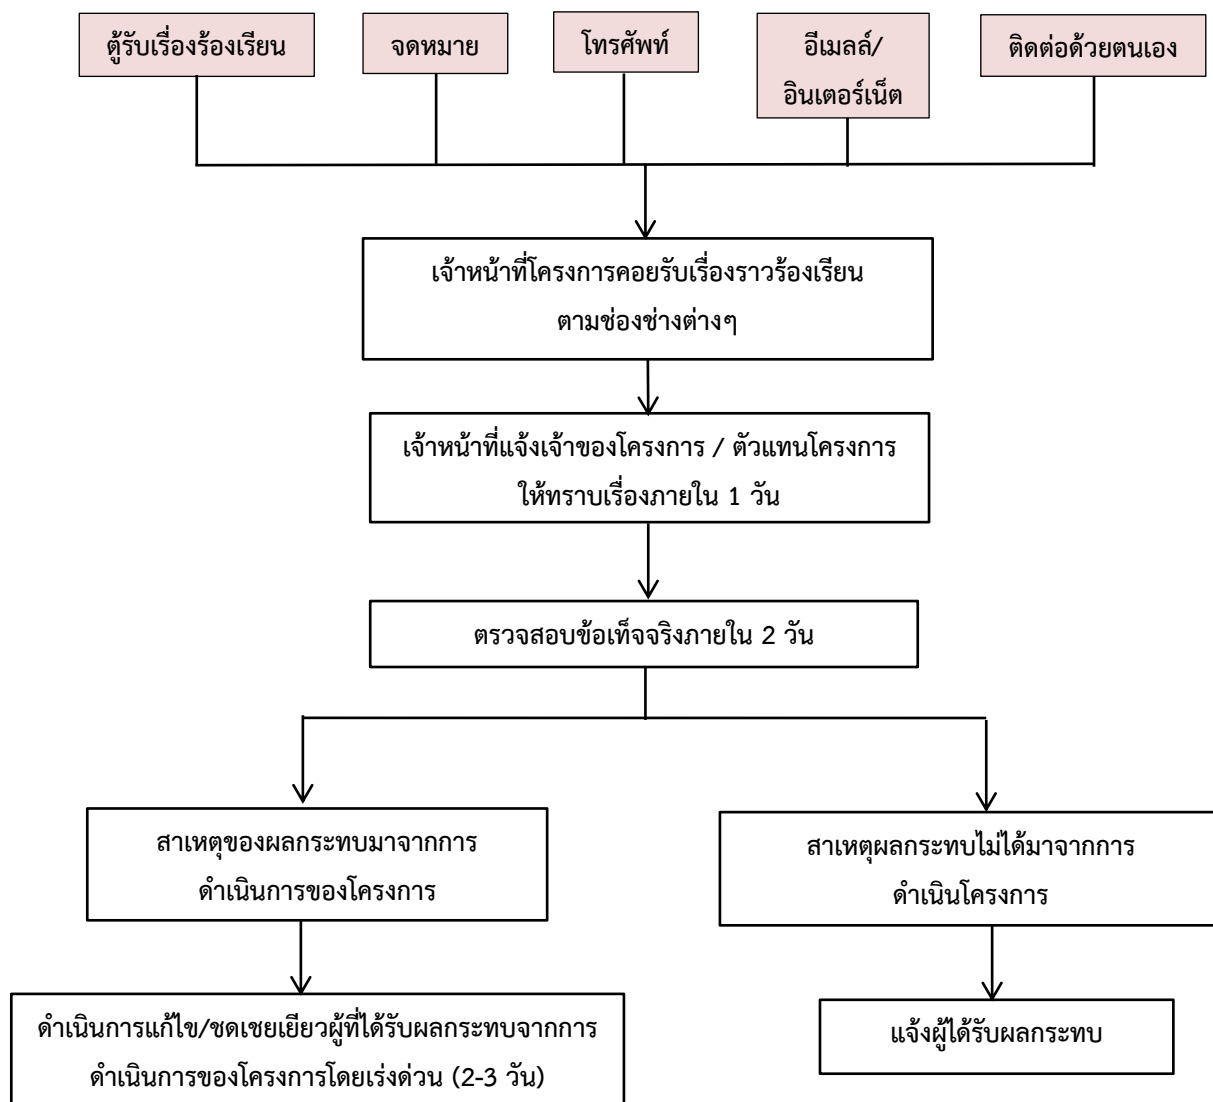 ตู้รับเรื่องร้องเรียน
จดหมาย
โทรศัพท์
อีเมลล์/
อินเตอร์เน็ต
ติดต่อด้วยตนเอง
เจ้าหน้าที่โครงการคอยรับเรื่องราวร้องเรียน
ตามช่องช่างต่างๆ
เจ้าหน้าที่แจ้งเจ้าของโครงการ / ตัวแทนโครงการ
ให้ทราบเรื่องภายใน 1 วัน
ตรวจสอบข้อเท็จจริงภายใน 2 วัน
สาเหตุของผลกระทบมาจากการ
ดำเนินการของโครงการ
สาเหตุผลกระทบไม่ได้มาจากการ
ดำเนินโครงการ
ดำเนินการแก้ไข/ชดเชยเยียวผู้ที่ได้รับผลกระทบจากการ
ดำเนินการของโครงการโดยเร่งด่วน (2-3 วัน)
แจ้งผู้ได้รับผลกระทบ